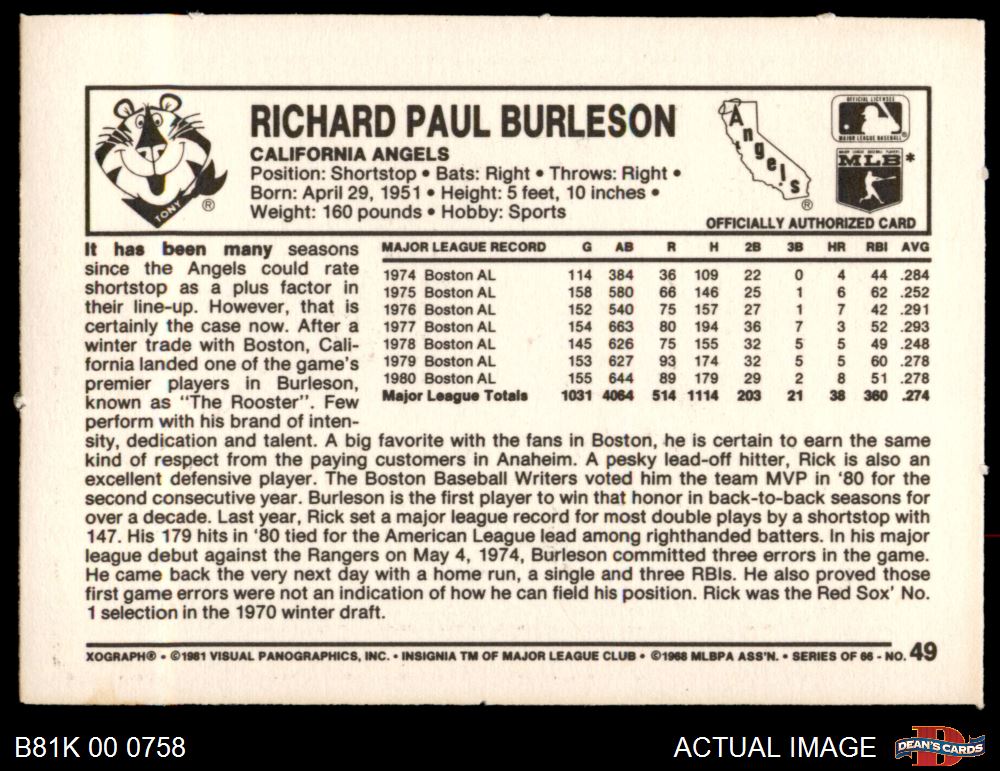 TONY
®
RICHARD PAUL BURLESON
CALIFORNIA ANGELS
Position: Shortstop • Bats: Right • Throws: Right •
Born: April 29, 1951 • Height: 5 feet, 10 inches •
Weight: 160 pounds • Hobby: Sports
Angels
®
OFFICIAL LICENSEE
MAJOR LEAGUE BASEBALL
®
MAJOR LEAGUE BASEBALL PLAYERS
MLB*
OFFICIALLY AUTHORIZED CARD
It has been many seasons
since the Angels could rate
shortstop as a plus factor in
their line-up. However, that is
certainly the case now. After a
winter trade with Boston, Cali-
fornia landed one of the game's
premier players in Burleson,
known as "The Rooster". Few
perform with his brand of inten-
MAJOR LEAGUE RECORD G AB R H 2B 3B HR RBI AVG
1974 Boston AL 114 384 36 109 22 0 4 44 .284
1975 Boston AL 158 580 66 146 25 1 6 62 .252
1976 Boston AL 152 540 75 157 27 1 7 42 .291
1977 Boston AL 154 663 80 194 36 7 3 52 .293
1978 Boston AL 145 626 75 155 32 5 5 49 .248
1979 Boston AL 153 627 93 174 32 5 5 60 .278
1980 Boston AL 155 644 89 179 29 2 8 51 .278
Major League Totals 1031 4064 514 1114 203 21 38 360 .274
sity, dedication and talent. A big favorite with the fans in Boston, he is certain to earn the same
kind of respect from the paying customers in Anaheim. A pesky lead-off hitter, Rick is also an
excellent defensive player. The Boston Baseball Writers voted him the team MVP in '80 for the
second consecutive year. Burleson is the first player to win that honor in back-to-back seasons for
over a decade. Last year, Rick set a major league record for most double plays by a shortstop with
147. His 179 hits in '80 tied for the American League lead among righthanded batters. In his major
league debut against the Rangers on May 4, 1974, Burleson committed three errors in the game.
He came back the very next day with a home run, a single and three RBIs. He also proved those
first game errors were not an indication of how he can field his position. Rick was the Red Sox' No.
1 selection in the 1970 winter draft.
XOGRAPH® • ©1981 VISUAL PANOGRAPHICS, INC. • INSIGNIA TM OF MAJOR LEAGUE CLUB • ©1968 MLBPA ASS'N. • SERIES OF 66 - NO. 49
B81K 00 0758
ACTUAL IMAGE
DEAN'S CARDS